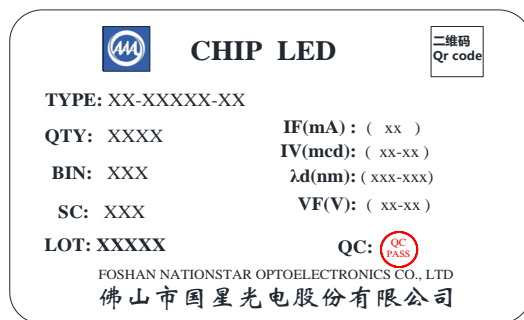 CHIP LED
二维码
Qr code
TYPE: XX-XXXXX-XX
QTY: XXXX
IF(mA) : ( xx )
IV(mcd): ( xx-xx )
BIN: XXX
λd(nm): ( xxx-xxx)
SC: XXX
VF(V): ( xx-xx )
LOT: XXXXX
QC: QC
PASS
FOSHAN NATIONSTAR OPTOELECTRONICS CO., LTD
佛山市国星光电股份有限公司